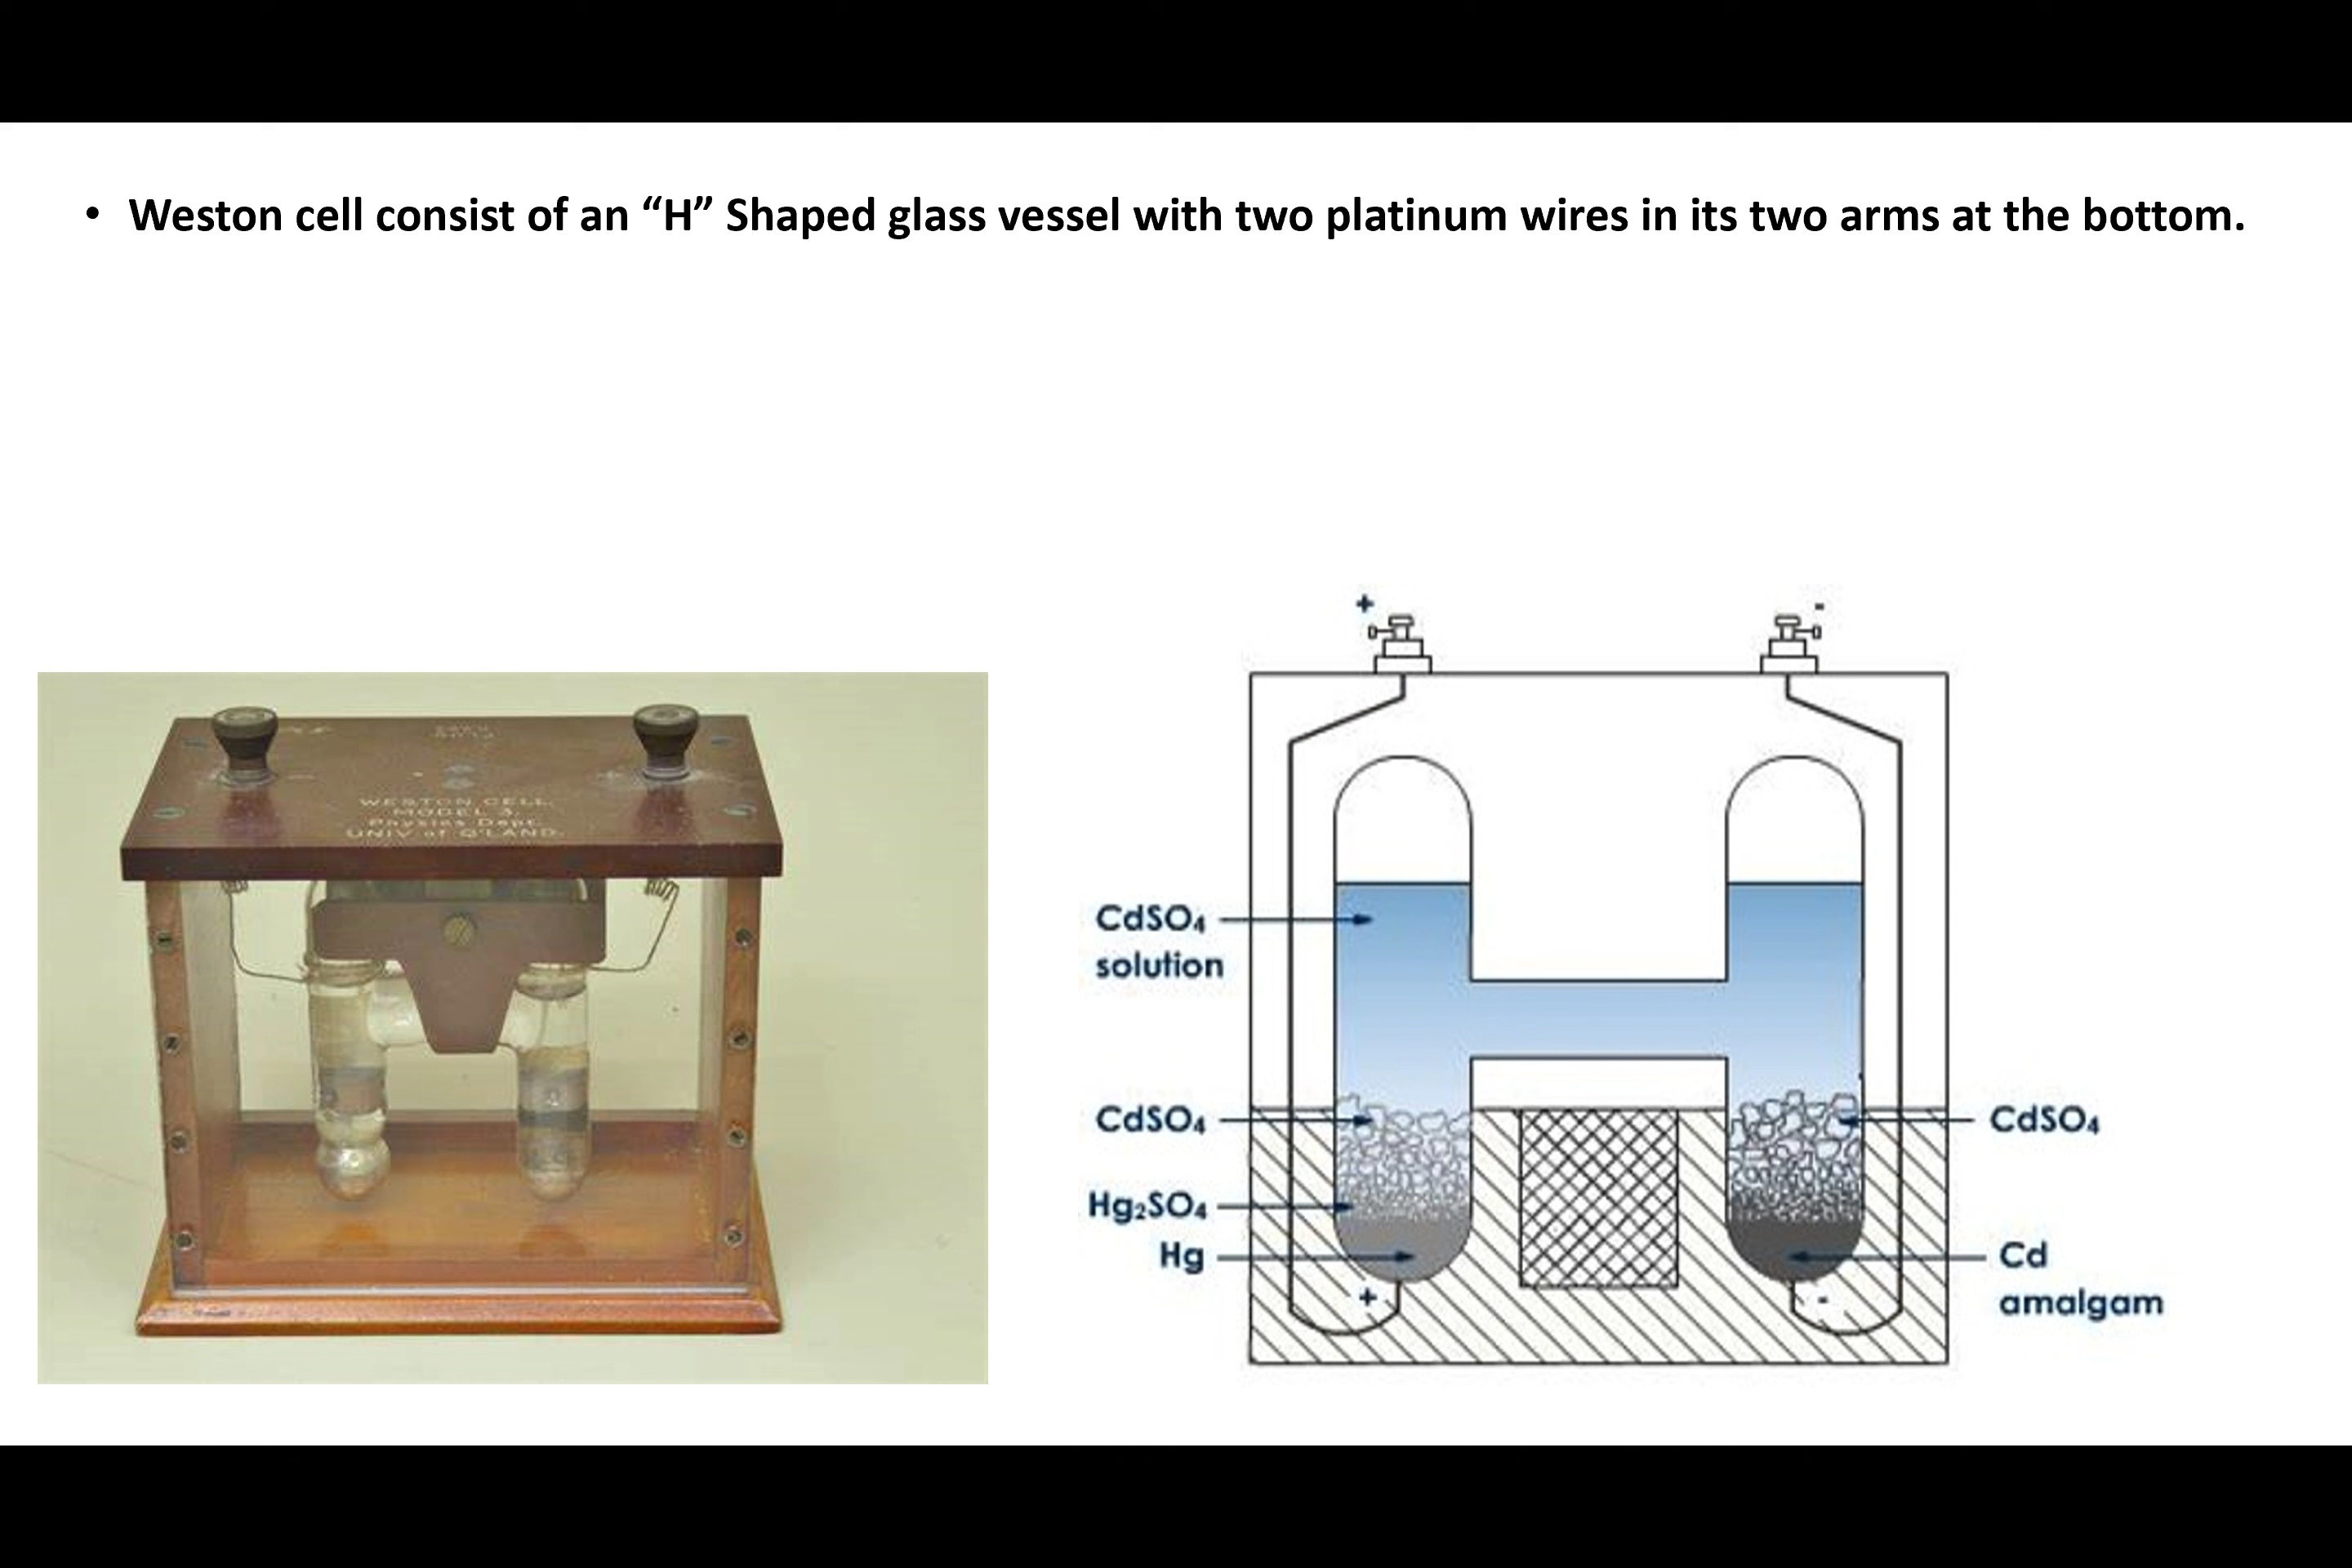 • Weston cell consist of an “H” Shaped glass vessel with two platinum wires in its two arms at the bottom.
WESTON CELL.
MODEL 3.
Physics Dept.
UNIV of Q'LAND.
+
-
CdSO₄
solution
CdSO₄
Hg₂SO₄
Hg
+
-
CdSO₄
Cd
amalgam